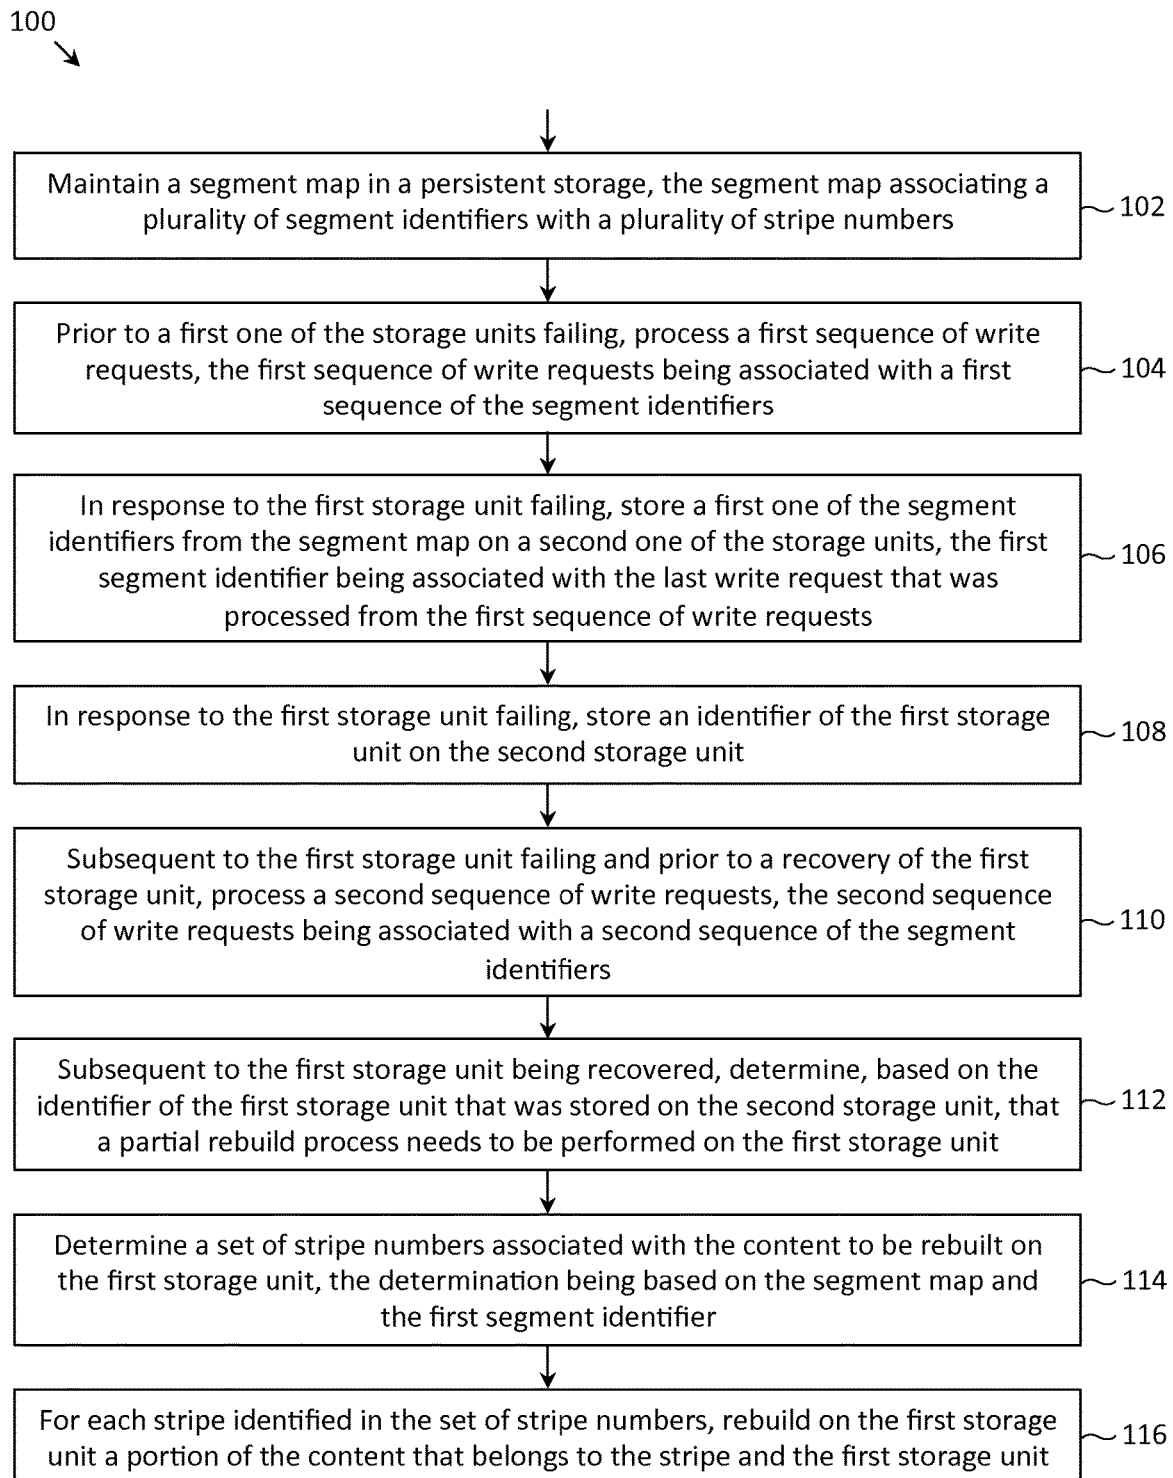 100
Maintain a segment map in a persistent storage, the segment map associating a
plurality of segment identifiers with a plurality of stripe numbers
102
Prior to a first one of the storage units failing, process a first sequence of write
requests, the first sequence of write requests being associated with a first
sequence of the segment identifiers
104
In response to the first storage unit failing, store a first one of the segment
identifiers from the segment map on a second one of the storage units, the first
segment identifier being associated with the last write request that was
processed from the first sequence of write requests
106
In response to the first storage unit failing, store an identifier of the first storage
unit on the second storage unit
108
Subsequent to the first storage unit failing and prior to a recovery of the first
storage unit, process a second sequence of write requests, the second sequence
of write requests being associated with a second sequence of the segment
identifiers
110
Subsequent to the first storage unit being recovered, determine, based on the
identifier of the first storage unit that was stored on the second storage unit, that
a partial rebuild process needs to be performed on the first storage unit
112
Determine a set of stripe numbers associated with the content to be rebuilt on
the first storage unit, the determination being based on the segment map and
the first segment identifier
114
For each stripe identified in the set of stripe numbers, rebuild on the first storage
unit a portion of the content that belongs to the stripe and the first storage unit
116